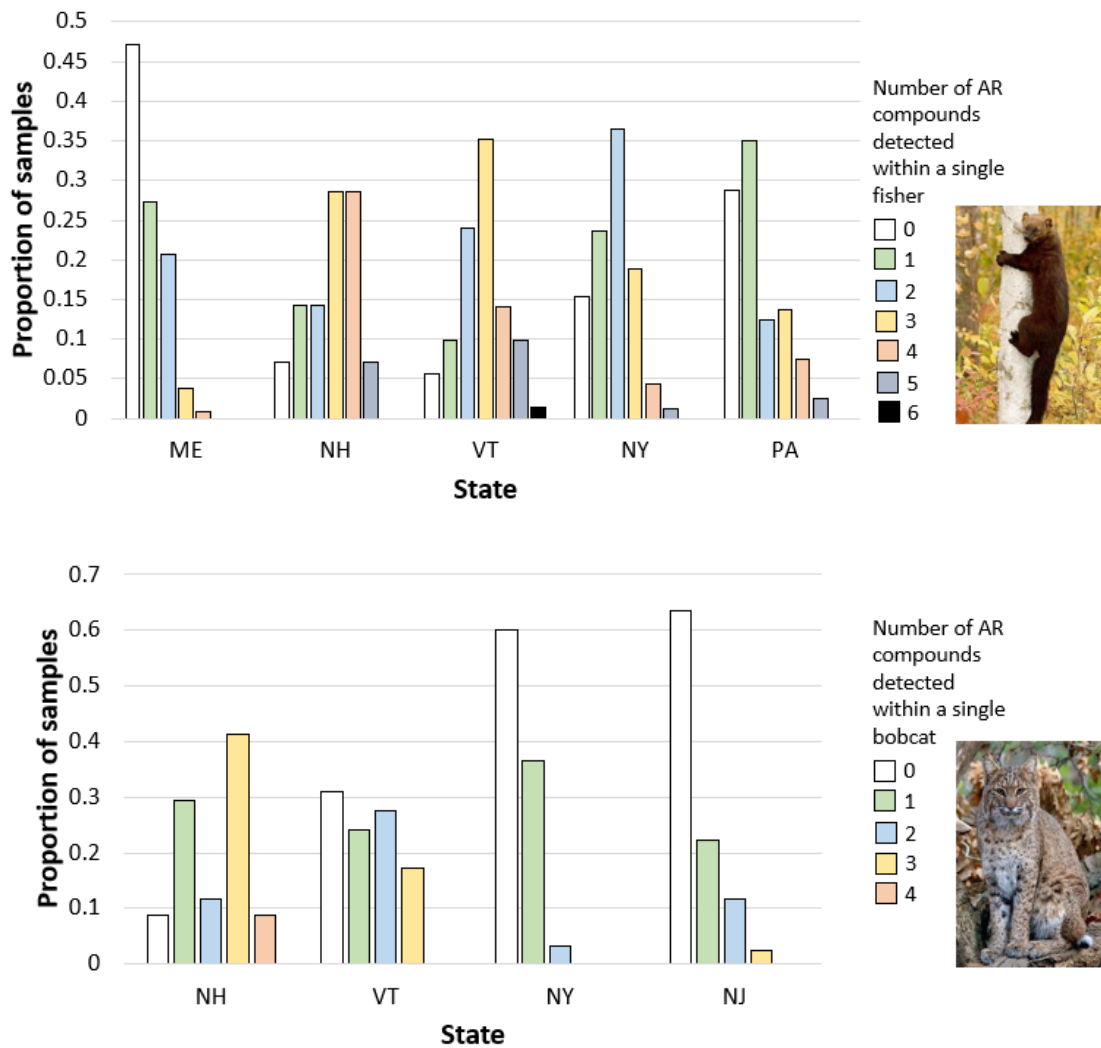 0.5
0.45
0.4
0.35
0.3
0.25
0.2
0.15
0.1
0.05
0
Proportion of samples
ME NH VT NY PA
State
Number of AR
compounds
detected
within a single
fisher
0
1
2
3
4
5
6
0.7
0.6
0.5
0.4
0.3
0.2
0.1
0
Proportion of samples
NH VT NY NJ
State
Number of AR
compounds
detected
within a single
bobcat
0
1
2
3
4